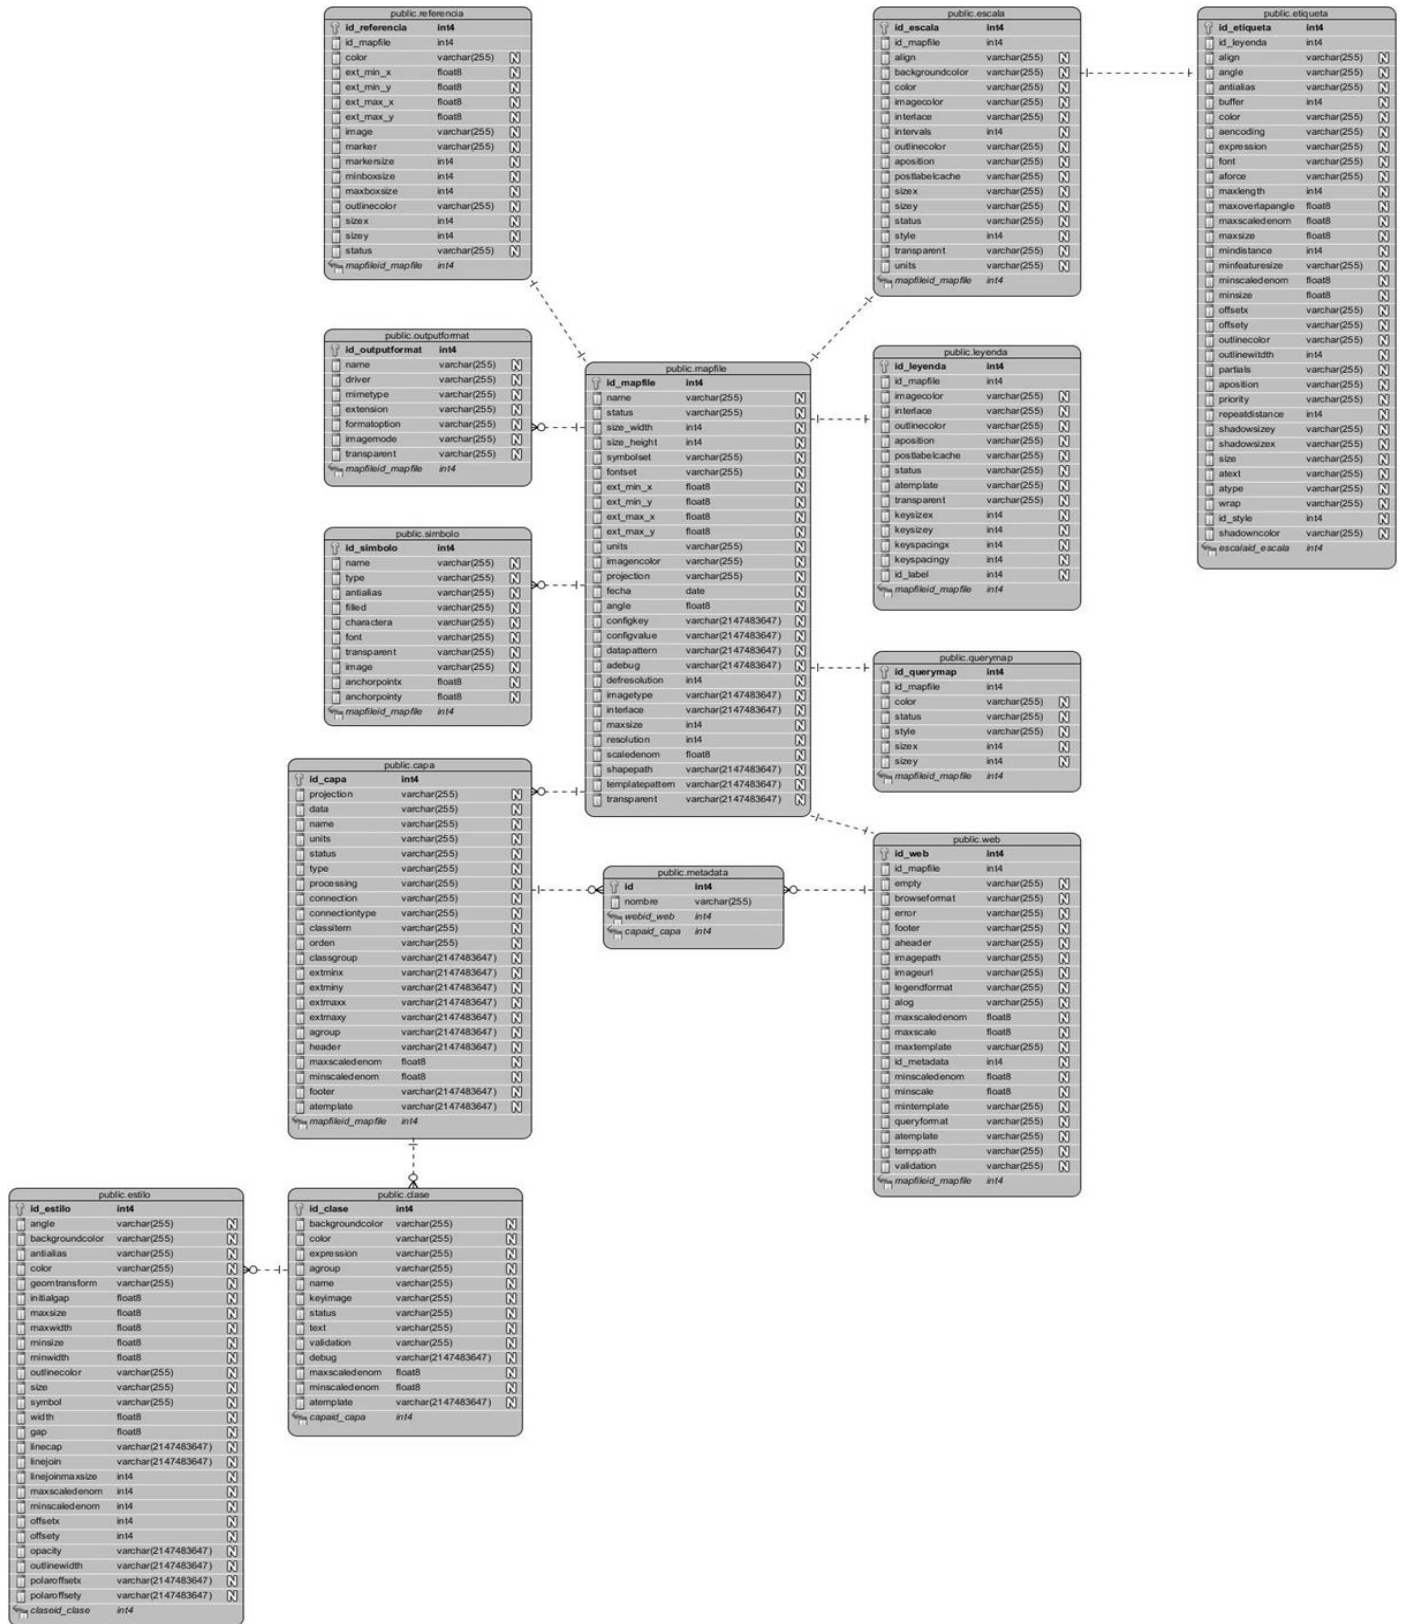 public.referencia
id_referencia int4
id_mapfile int4
color varchar(255) N
ext_min_x float8 N
ext_min_y float8 N
ext_max_x float8 N
ext_max_y float8 N
image varchar(255) N
marker varchar(255) N
markersize int4 N
minboxsize int4 N
maxboxsize int4 N
outlinecolor varchar(255) N
sizex int4 N
sizey int4 N
status varchar(255) N
mapfileid_mapfile int4
public.escala
id_escala int4
id_mapfile int4
align varchar(255) N
backgroundcolor varchar(255) N
color varchar(255) N
imagecolor varchar(255) N
interlace varchar(255) N
intervals int4 N
outlinecolor varchar(255) N
aposition varchar(255) N
postlabelcache varchar(255) N
sizex varchar(255) N
sizey varchar(255) N
status varchar(255) N
style int4 N
transparent varchar(255) N
units varchar(255) N
mapfileid_mapfile int4
public.etiqueta
id_etiqueta int4
id_leyenda int4
align varchar(255) N
angle varchar(255) N
antialias varchar(255) N
buffer int4 N
color varchar(255) N
aencoding varchar(255) N
expression varchar(255) N
font varchar(255) N
aforce varchar(255) N
maxlength int4 N
maxoverlapangle float8 N
maxscaledenom float8 N
maxsize float8 N
mindistance int4 N
minfeaturesize varchar(255) N
minscaledenom float8 N
minsize float8 N
offsetx varchar(255) N
offsety varchar(255) N
outlinecolor varchar(255) N
outlinewitdth int4 N
partials varchar(255) N
aposition varchar(255) N
priority varchar(255) N
repeatdistance int4 N
shadowsizey varchar(255) N
shadowsizex varchar(255) N
size varchar(255) N
atext varchar(255) N
atype varchar(255) N
wrap varchar(255) N
id_style int4 N
shadowncolor varchar(255) N
escalaid_escala int4
public.outputformat
id_outputformat int4
name varchar(255) N
driver varchar(255) N
mimetype varchar(255) N
extension varchar(255) N
formatoption varchar(255) N
imagemode varchar(255) N
transparent varchar(255) N
mapfileid_mapfile int4
public.mapfile
id_mapfile int4
name varchar(255) N
status varchar(255) N
size_width int4 N
size_height int4 N
symbolset varchar(255) N
fontset varchar(255) N
ext_min_x float8 N
ext_min_y float8 N
ext_max_x float8 N
ext_max_y float8 N
units varchar(255) N
imagencolor varchar(255) N
projection varchar(255) N
fecha date N
angle float8 N
configkey varchar(2147483647) N
configvalue varchar(2147483647) N
datapattern varchar(2147483647) N
adebug varchar(2147483647) N
defresolution int4 N
imagetype varchar(2147483647) N
interlace varchar(2147483647) N
maxsize int4 N
resolution int4 N
scaledenom float8 N
shapepath varchar(2147483647) N
templatepattern varchar(2147483647) N
transparent varchar(2147483647) N
public.leyenda
id_leyenda int4
id_mapfile int4
imagecolor varchar(255) N
interlace varchar(255) N
outlinecolor varchar(255) N
aposition varchar(255) N
postlabelcache varchar(255) N
status varchar(255) N
atemplate varchar(255) N
transparent varchar(255) N
keysizex int4 N
keysizey int4 N
keyspacingx int4 N
keyspacingy int4 N
id_label int4 N
mapfileid_mapfile int4
public.simbolo
id_simbolo int4
name varchar(255) N
type varchar(255) N
antialias varchar(255) N
filled varchar(255) N
charactera varchar(255) N
font varchar(255) N
transparent varchar(255) N
image varchar(255) N
anchorpointx float8 N
anchorpointy float8 N
mapfileid_mapfile int4
public.querymap
id_querymap int4
id_mapfile int4
color varchar(255) N
status varchar(255) N
style varchar(255) N
sizex int4 N
sizey int4 N
mapfileid_mapfile int4
public.capa
id_capa int4
projection varchar(255) N
data varchar(255) N
name varchar(255) N
units varchar(255) N
status varchar(255) N
type varchar(255) N
processing varchar(255) N
connection varchar(255) N
connectiontype varchar(255) N
classitem varchar(255) N
orden varchar(255) N
classgroup varchar(2147483647) N
extminx varchar(2147483647) N
extminy varchar(2147483647) N
extmaxx varchar(2147483647) N
extmaxy varchar(2147483647) N
agroup varchar(2147483647) N
header varchar(2147483647) N
maxscaledenom float8 N
minscaledenom float8 N
footer varchar(2147483647) N
atemplate varchar(2147483647) N
mapfileid_mapfile int4
public.metadata
id int4
nombre varchar(255)
webid_web int4
capaid_capa int4
public.web
id_web int4
id_mapfile int4
empty varchar(255) N
browseformat varchar(255) N
error varchar(255) N
footer varchar(255) N
aheader varchar(255) N
imagepath varchar(255) N
imageurl varchar(255) N
legendformat varchar(255) N
alog varchar(255) N
maxscaledenom float8 N
maxscale float8 N
maxtemplate varchar(255) N
id_metadata int4 N
minscaledenom float8 N
minscale float8 N
mintemplate varchar(255) N
queryformat varchar(255) N
atemplate varchar(255) N
temppath varchar(255) N
validation varchar(255) N
mapfileid_mapfile int4
public.estilo
id_estilo int4
angle varchar(255) N
backgroundcolor varchar(255) N
antialias varchar(255) N
color varchar(255) N
geomtransform varchar(255) N
initialgap float8 N
maxsize float8 N
maxwidth float8 N
minsize float8 N
minwidth float8 N
outlinecolor varchar(255) N
size varchar(255) N
symbol varchar(255) N
width float8 N
gap float8 N
linecap varchar(2147483647) N
linejoin varchar(2147483647) N
linejoinmaxsize int4 N
maxscaledenom int4 N
minscaledenom int4 N
offsetx int4 N
offsety int4 N
opacity varchar(2147483647) N
outlinewidth varchar(2147483647) N
polaroffsetx varchar(2147483647) N
polaroffsety varchar(2147483647) N
claseid_clase int4
public.clase
id_clase int4
backgroundcolor varchar(255) N
color varchar(255) N
expression varchar(255) N
agroup varchar(255) N
name varchar(255) N
keyimage varchar(255) N
status varchar(255) N
text varchar(255) N
validation varchar(255) N
debug varchar(2147483647) N
maxscaledenom float8 N
minscaledenom float8 N
atemplate varchar(2147483647) N
capaid_capa int4